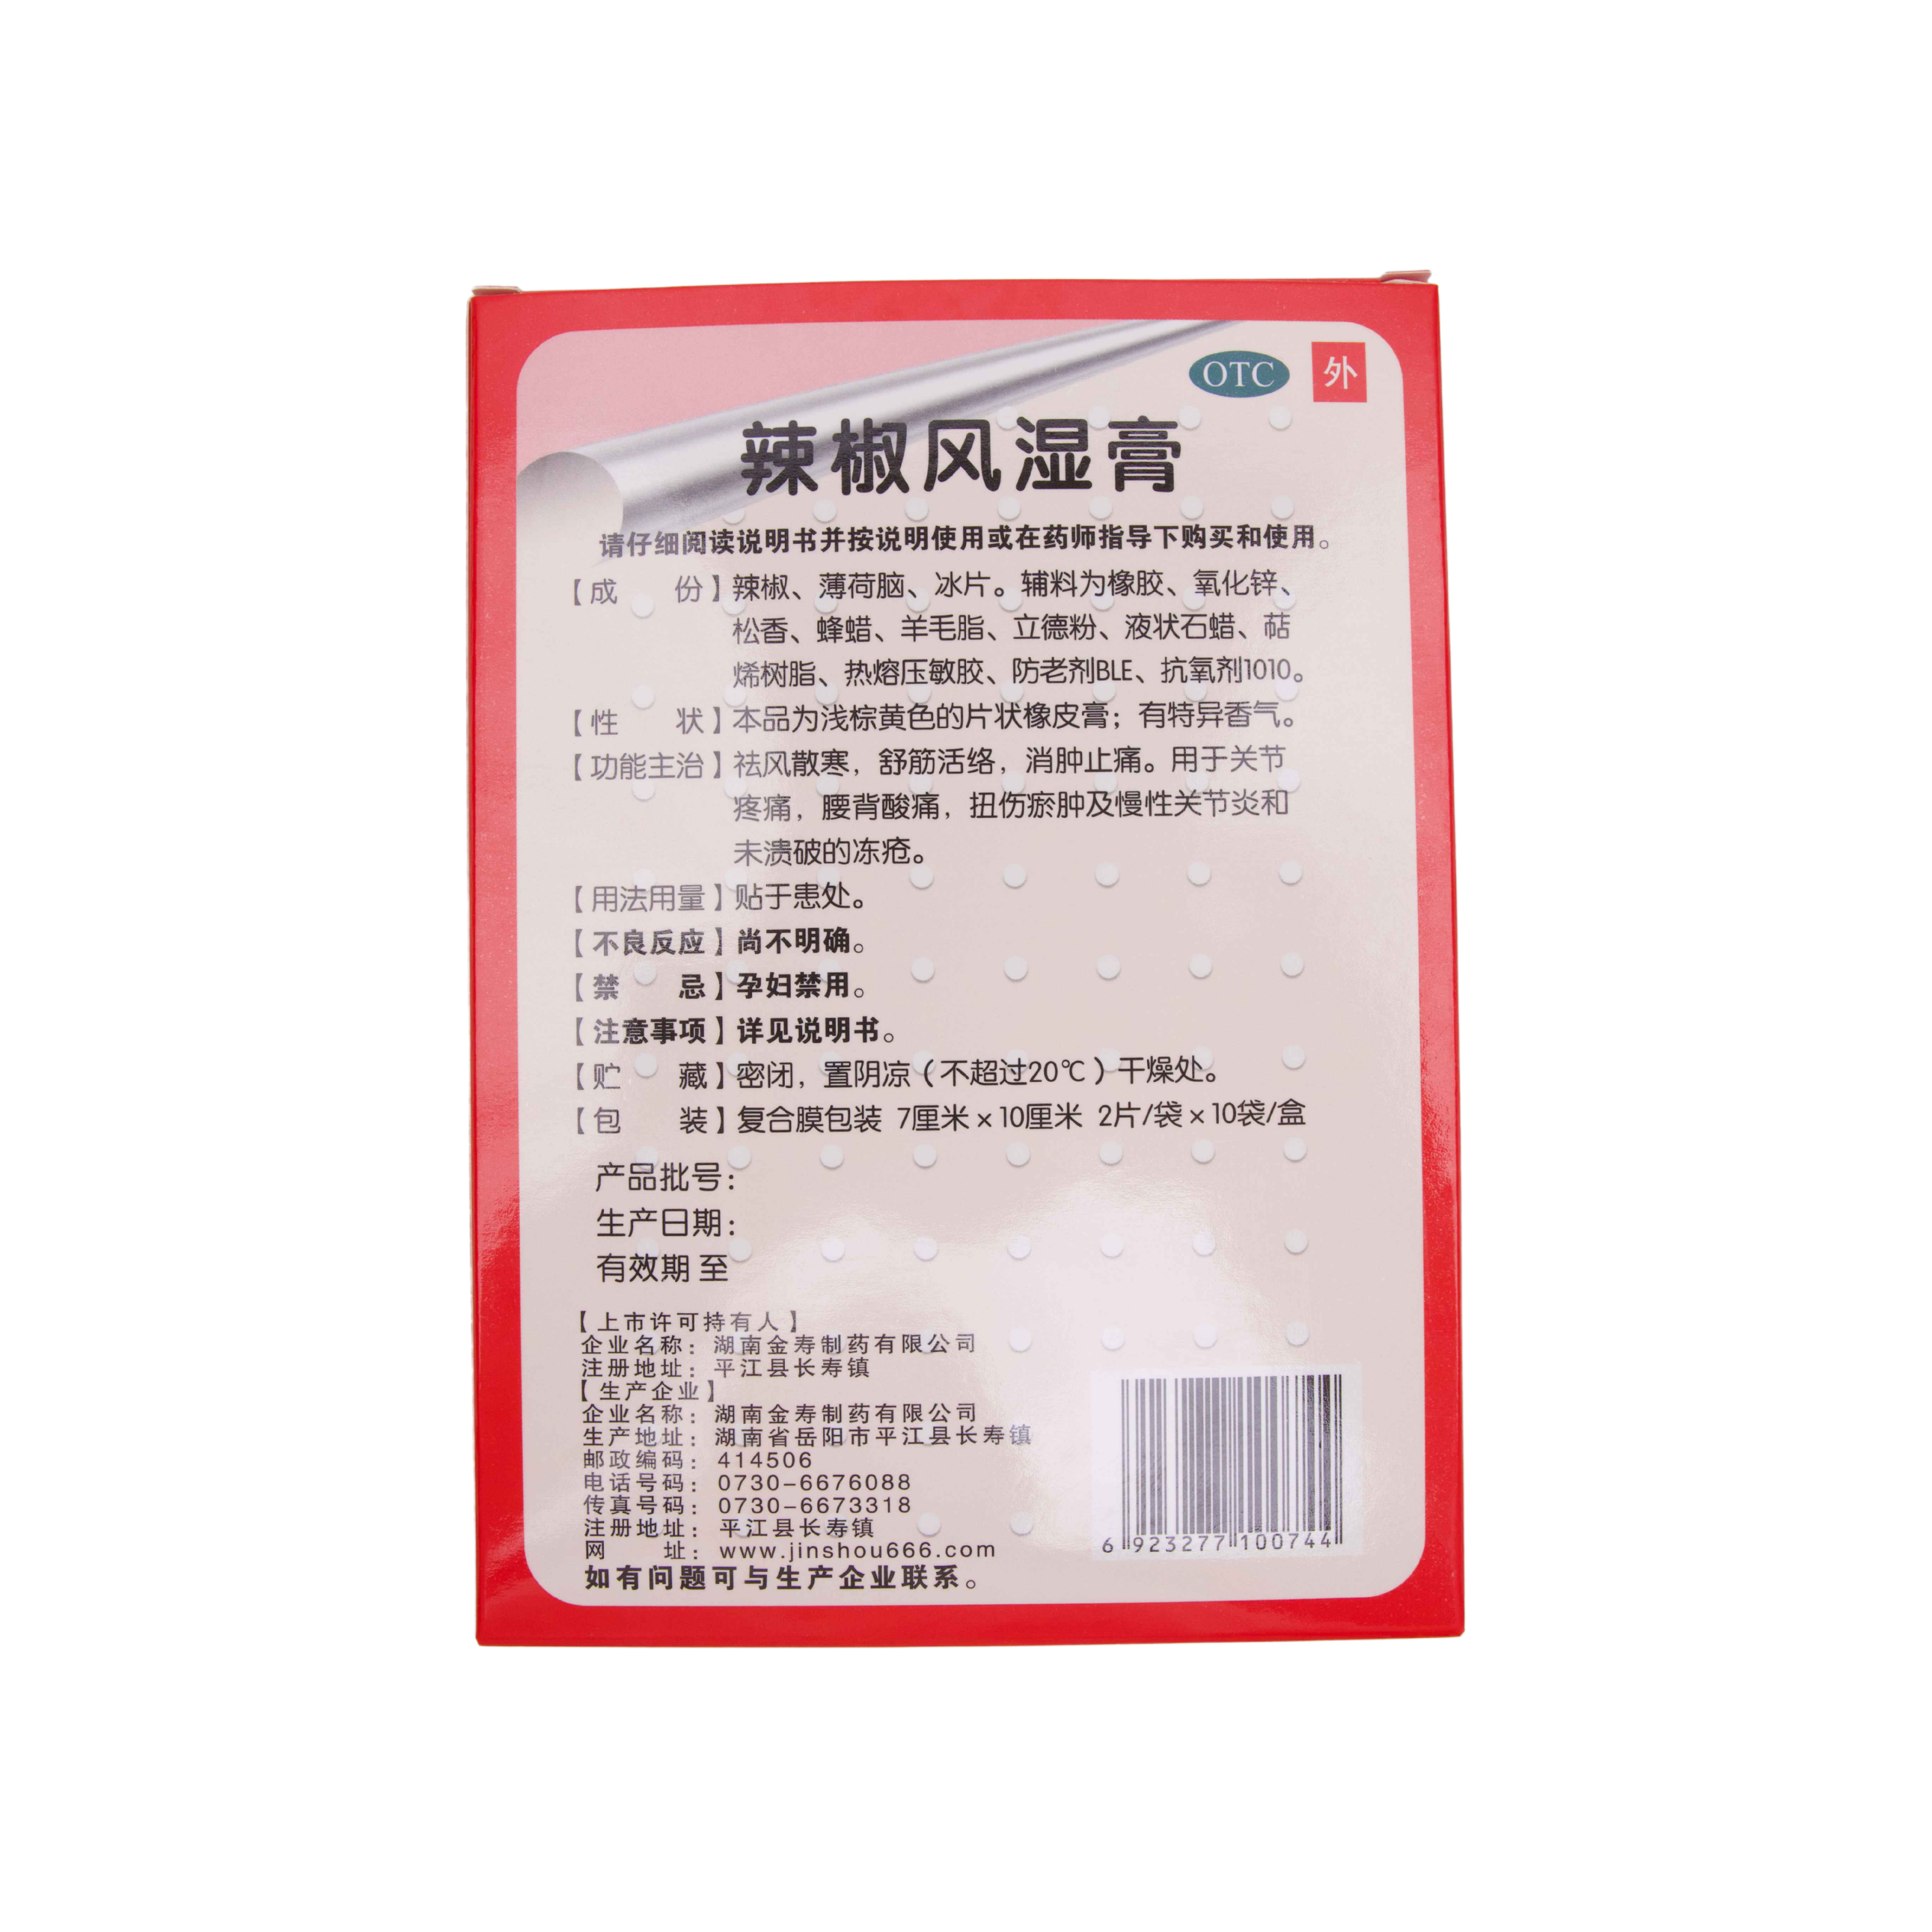 OTC 外
辣椒风湿膏
请仔细阅读说明书并按说明使用或在药师指导下购买和使用。
【成 份】辣椒、薄荷脑、冰片。辅料为橡胶、氧化锌、
松香、蜂蜡、羊毛脂、立德粉、液状石蜡、萜
烯树脂、热熔压敏胶、防老剂BLE、抗氧剂1010。
【性 状】本品为浅棕黄色的片状橡皮膏；有特异香气。
【功能主治】祛风散寒，舒筋活络，消肿止痛。用于关节
疼痛，腰背酸痛，扭伤瘀肿及慢性关节炎和
未溃破的冻疮。
【用法用量】贴于患处。
【不良反应】尚不明确。
【禁 忌】孕妇禁用。
【注意事项】详见说明书。
【贮 藏】密闭，置阴凉（不超过20℃）干燥处。
【包 装】复合膜包装 7厘米×10厘米 2片/袋×10袋/盒
产品批号：
生产日期：
有效期 至
【上市许可持有人】
企业名称：湖南金寿制药有限公司
注册地址：平江县长寿镇
【生产企业】
企业名称：湖南金寿制药有限公司
生产地址：湖南省岳阳市平江县长寿镇
邮政编码：414506
电话号码：0730-6676088
传真号码：0730-6673318
注册地址：平江县长寿镇
网 址：www.jinshou666.com
如有问题可与生产企业联系。
6 923277 100744